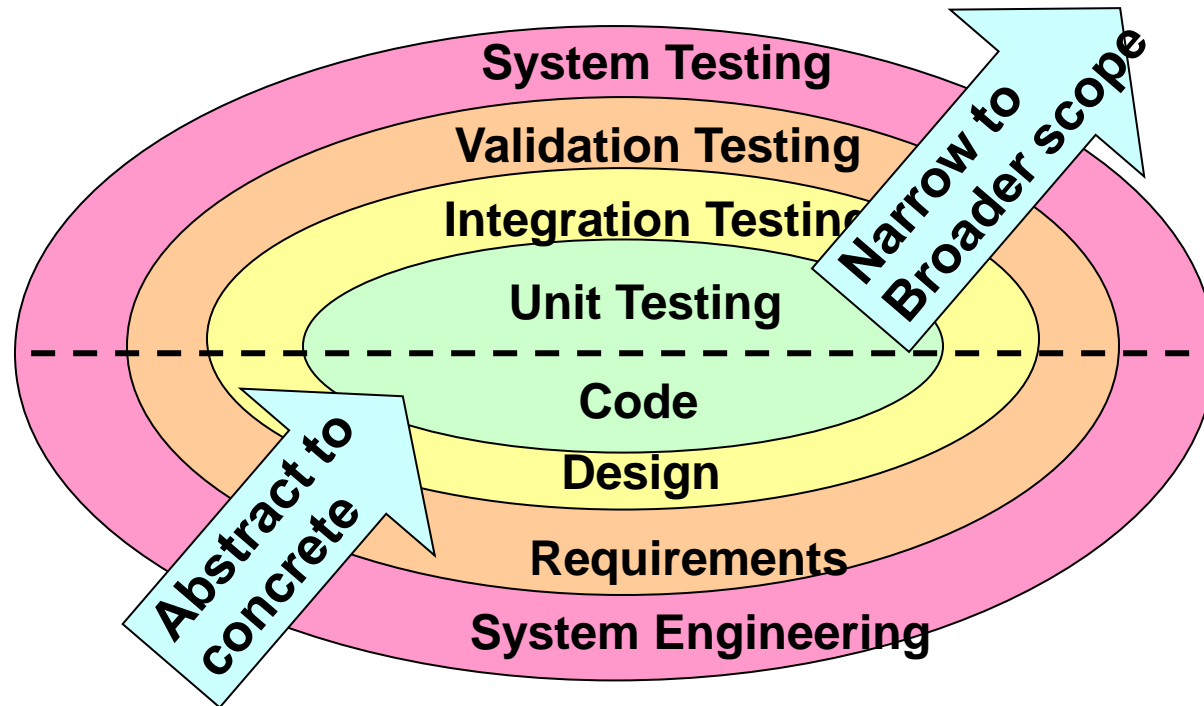 System Testing
Validation Testing
Integration Testing
Unit Testing
Narrow to
Broader scope
Code
Design
Requirements
System Engineering
Abstract to
concrete